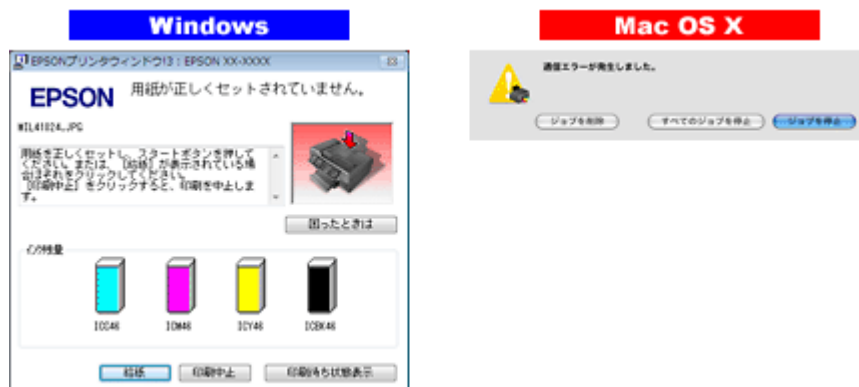 Windows
Mac OS X
EPSONプリンタウィンドウ!3 : EPSON XX-XXXX
EPSON
用紙が正しくセットされていません。
MIL41024.JPG
用紙を正しくセットし、スタートボタンを押して
ください。または、[給紙]が表示されている場
合はそれをクリックしてください。
[印刷中止]をクリックすると、印刷を中止しま
す。
困ったときは
インク残量
ICC46
ICM46
ICY46
ICBK46
給紙
印刷中止
印刷待ち状態表示
通信エラーが発生しました。
ジョブを削除
すべてのジョブを停止
ジョブを停止